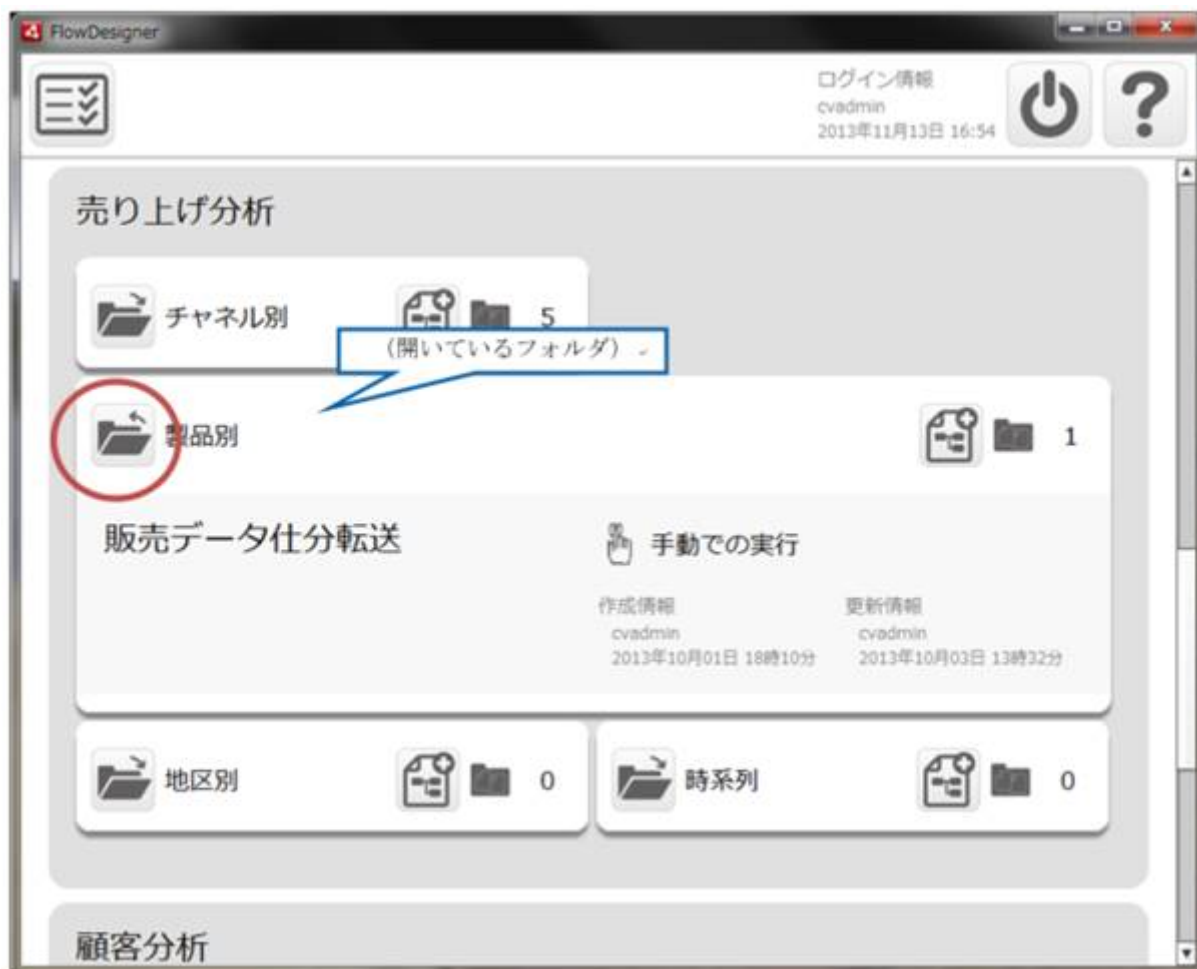 FlowDesigner
ログイン情報
cvadmin
2013年11月13日 16:54
売り上げ分析
チャネル別 5
（開いているフォルダ）
製品別 1
販売データ仕分転送 手動での実行
作成情報 更新情報
cvadmin cvadmin
2013年10月01日 18時10分 2013年10月03日 13時32分
地区別 0 時系列 0
顧客分析